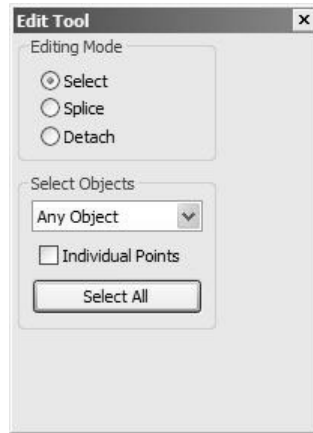 Edit Tool
Editing Mode
Select
Splice
Detach
Select Objects
Any Object
Individual Points
Select All